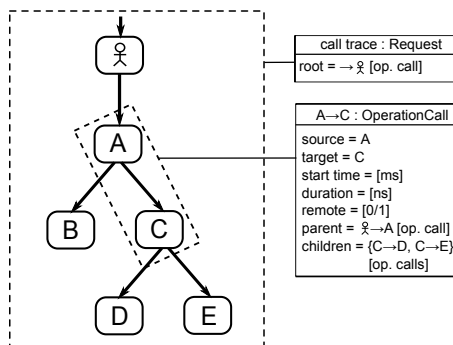 call trace : Request
root = → [op. call]
A
A→C : OperationCall
source = A
target = C
start time = [ms]
duration = [ns]
remote = [0/1]
parent = →A [op. call]
children = {C→D, C→E}
[op. calls]
B
C
D
E